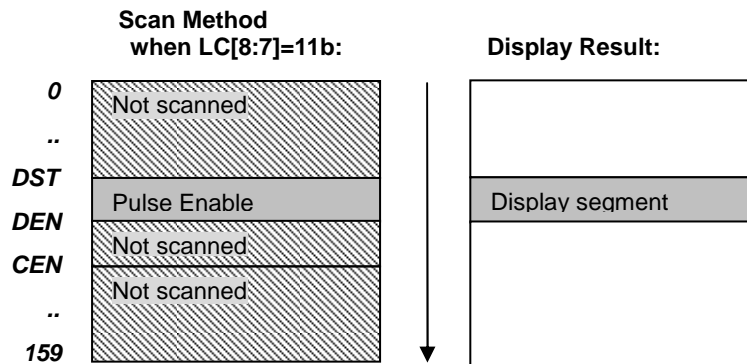 Scan Method
when LC[8:7]=11b:
Display Result:
0
Not scanned
..
DST
Pulse Enable
Display segment
DEN
Not scanned
CEN
Not scanned
..
159